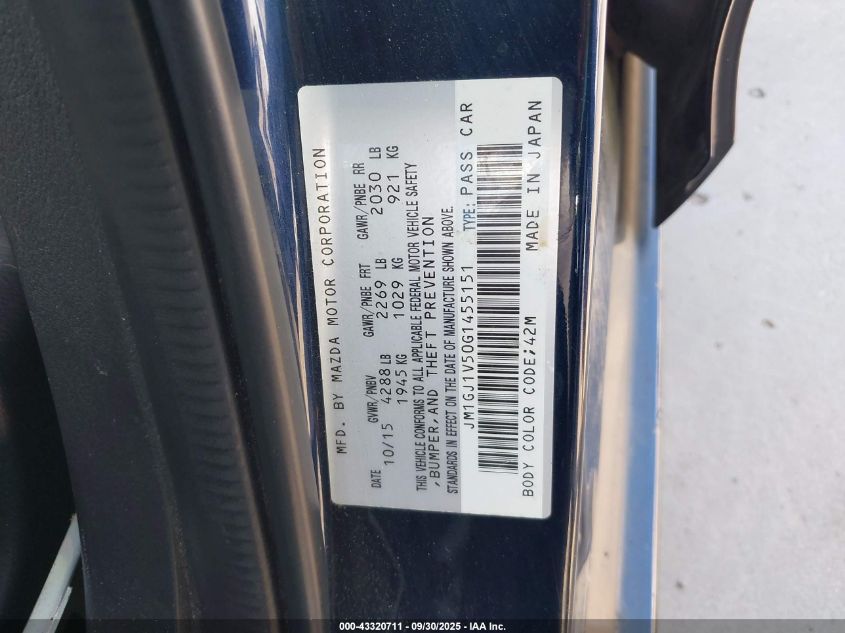 MFD. BY MAZDA MOTOR CORPORATION
DATE GVWR/PNBV GAWR/PNBE FRT GAWR/PNBE RR
10/15 4288 LB 2269 LB 2030 LB
1945 KG 1029 KG 921 KG
THIS VEHICLE CONFORMS TO ALL APPLICABLE FEDERAL MOTOR VEHICLE SAFETY
,BUMPER,AND THEFT PREVENTION
STANDARDS IN EFFECT ON THE DATE OF MANUFACTURE SHOWN ABOVE.
JM1GJ1V50G1455151 TYPE: PASS CAR
BODY COLOR CODE;42M MADE IN JAPAN
000-43320711 - 09/30/2025 - IAA Inc.